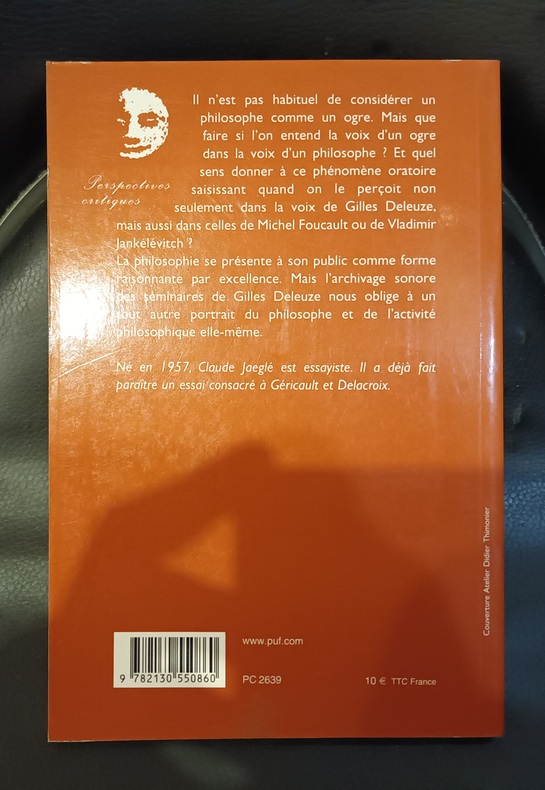 Il n'est pas habituel de considérer un
philosophe comme un ogre. Mais que
faire si l'on entend la voix d'un ogre
dans la voix d'un philosophe ? Et quel
sens donner à ce phénomène oratoire
saisissant quand on le perçoit non
seulement dans la voix de Gilles Deleuze,
mais aussi dans celles de Michel Foucault ou de Vladimir
Jankélévitch ?
La philosophie se présente à son public comme forme
raisonnante par excellence. Mais l'archivage sonore
des séminaires de Gilles Deleuze nous oblige à un
tout autre portrait du philosophe et de l'activité
philosophique elle-même.
Né en 1957, Claude Jaeglé est essayiste. Il a déjà fait
paraître un essai consacré à Géricault et Delacroix.
Perspectives
critiques
Couverture Atelier Didier Thimonier
www.puf.com
9 782130 550860
PC 2639
10 € TTC France